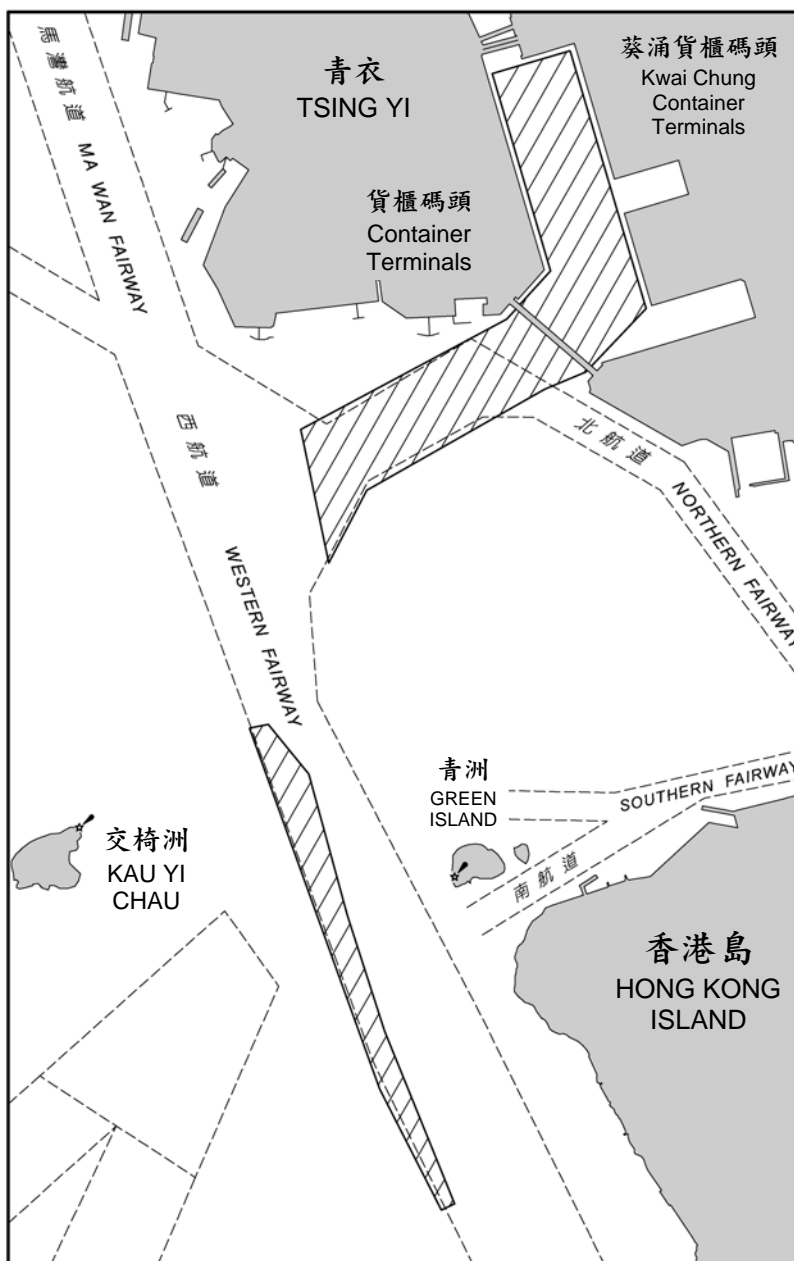 馬灣航道 MA WAN FAIRWAY
青衣
TSING YI
葵涌貨櫃碼頭
Kwai Chung
Container
Terminals
貨櫃碼頭
Container
Terminals
西航道
WESTERN FAIRWAY
北航道
NORTHERN FAIRWAY
青洲
GREEN
ISLAND
SOUTHERN FAIRWAY
南航道
交椅洲
KAU YI
CHAU
香港島
HONG KONG
ISLAND